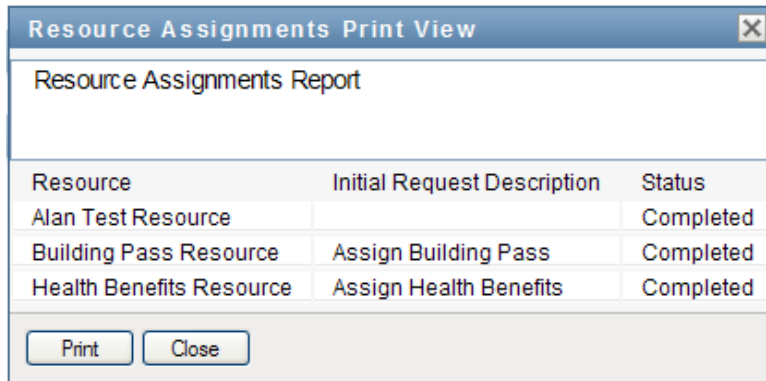 Resource Assignments Print View
Resource Assignments Report
Resource Initial Request Description Status
Alan Test Resource Completed
Building Pass Resource Assign Building Pass Completed
Health Benefits Resource Assign Health Benefits Completed
Print Close